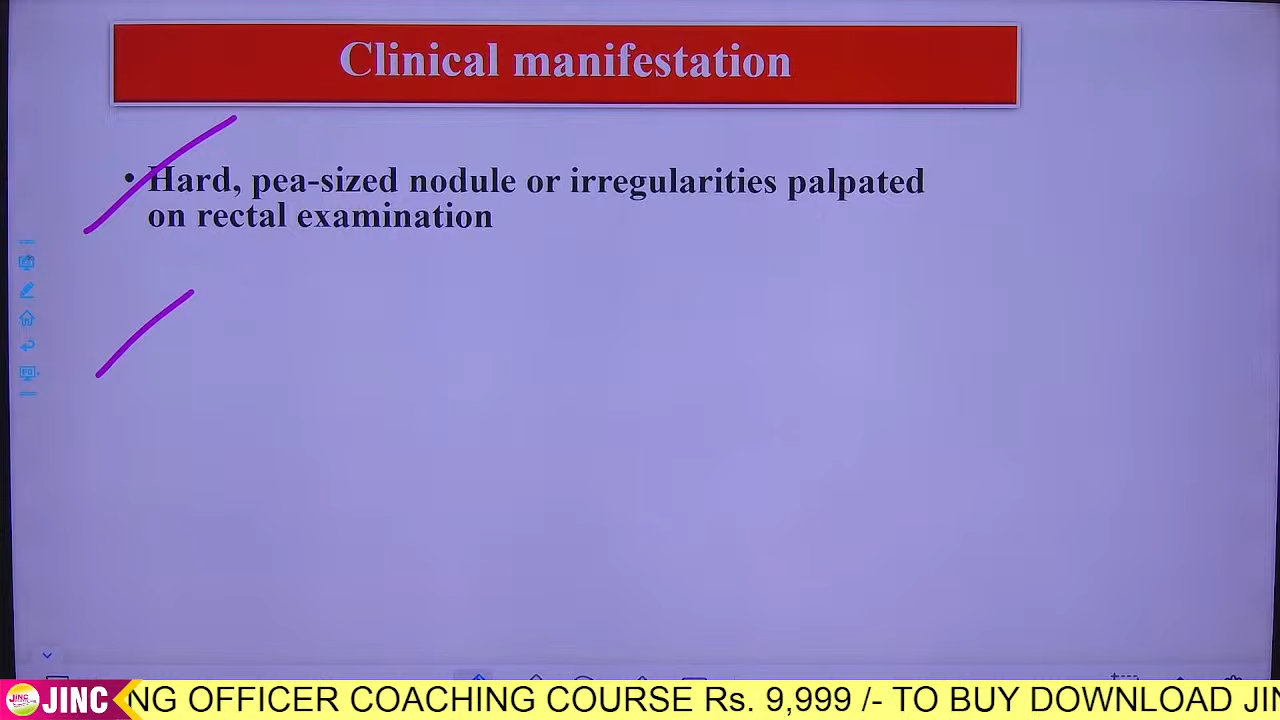 Clinical manifestation
• Hard, pea-sized nodule or irregularities palpated
on rectal examination
JINC
NG OFFICER COACHING COURSE Rs. 9,999 /- TO BUY DOWNLOAD JIN